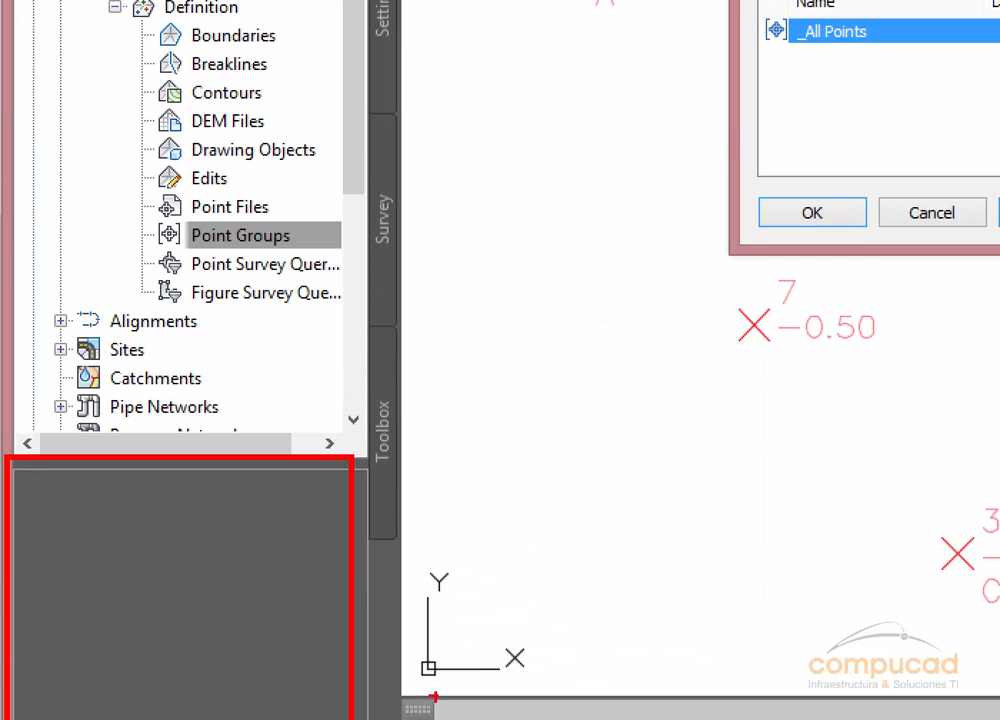 Definition
Boundaries
Breaklines
Contours
DEM Files
Drawing Objects
Edits
Point Files
Point Groups
Point Survey Quer...
Figure Survey Que...
Alignments
Sites
Catchments
Pipe Networks
Survey
Toolbox
Name
_All Points
OK
Cancel
7
-0.50
3
Y
X
compucad
Infraestructura & Soluciones TI